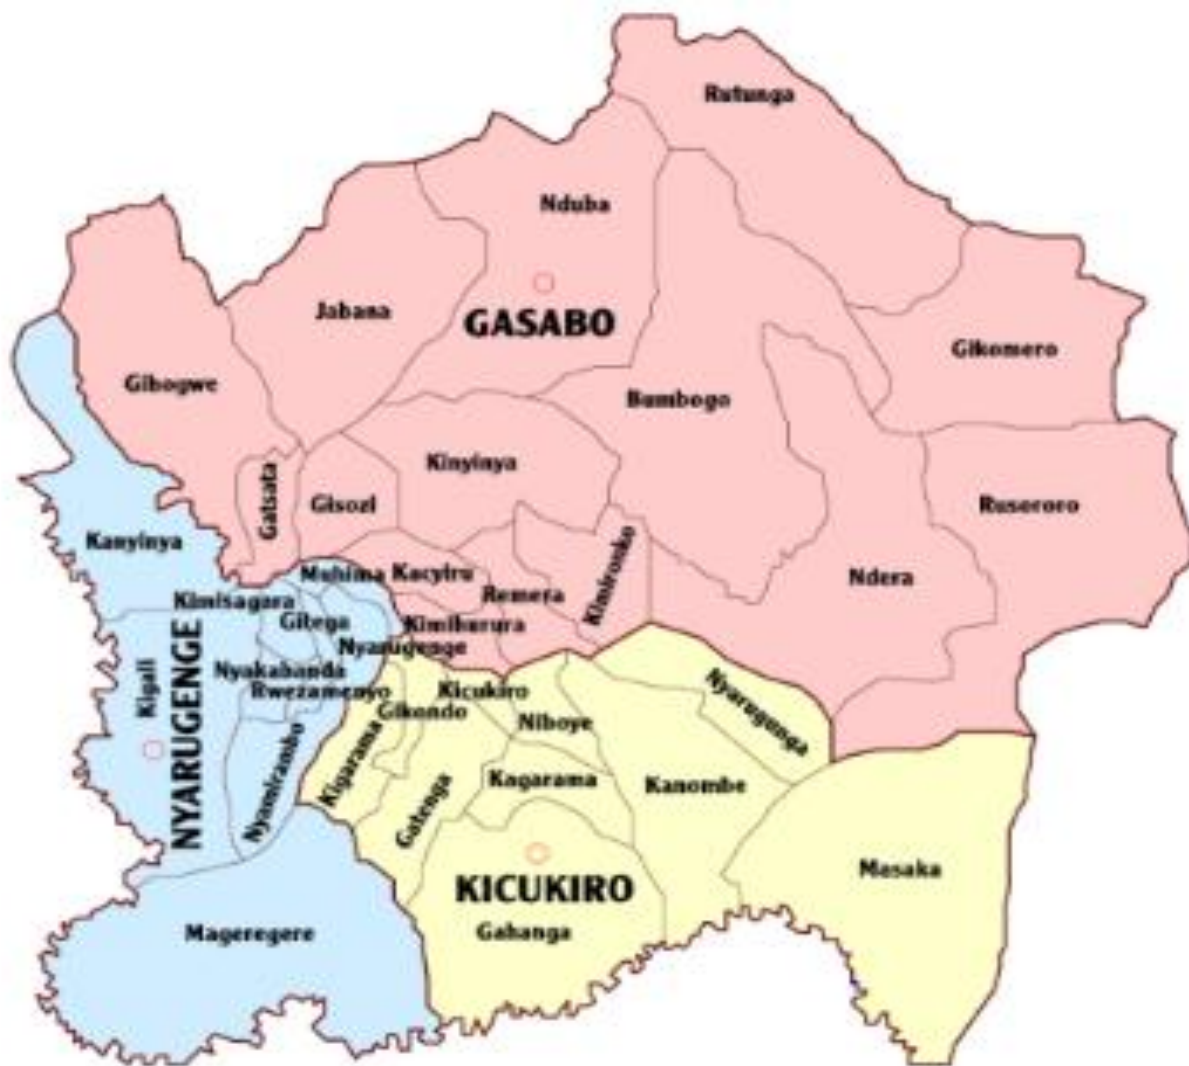 Rutunga
Nduba
Jabana
GASABO
Gikomero
Gibogwe
Bumbogo
Kinyinya
Gatsata
Gisozi
Rusororo
Kanyinya
Kimironko
Muhima
Kacyiru
Ndera
Remera
Kimisagara
Gitega
Kimihurura
Nyarugenge
Nyakabanda
Kigali
NYARUGENGE
Rwezamenyo
Kicukiro
Gikondo
Niboye
Nyarugunga
Kigarama
Nyamirambo
Gatenga
Kagarama
Kanombe
Masaka
KICUKIRO
Gahanga
Mageregere